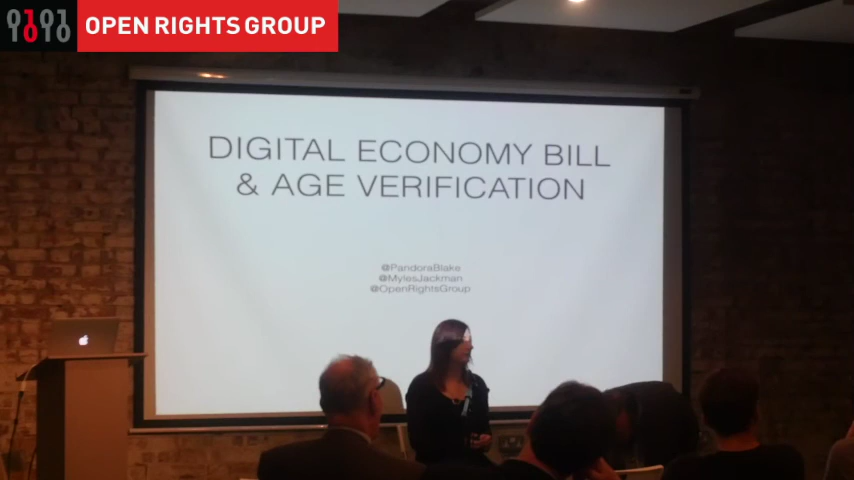 OPEN RIGHTS GROUP
DIGITAL ECONOMY BILL
& AGE VERIFICATION
@PandoraBlake
@MylesJackman
@OpenRightsGroup